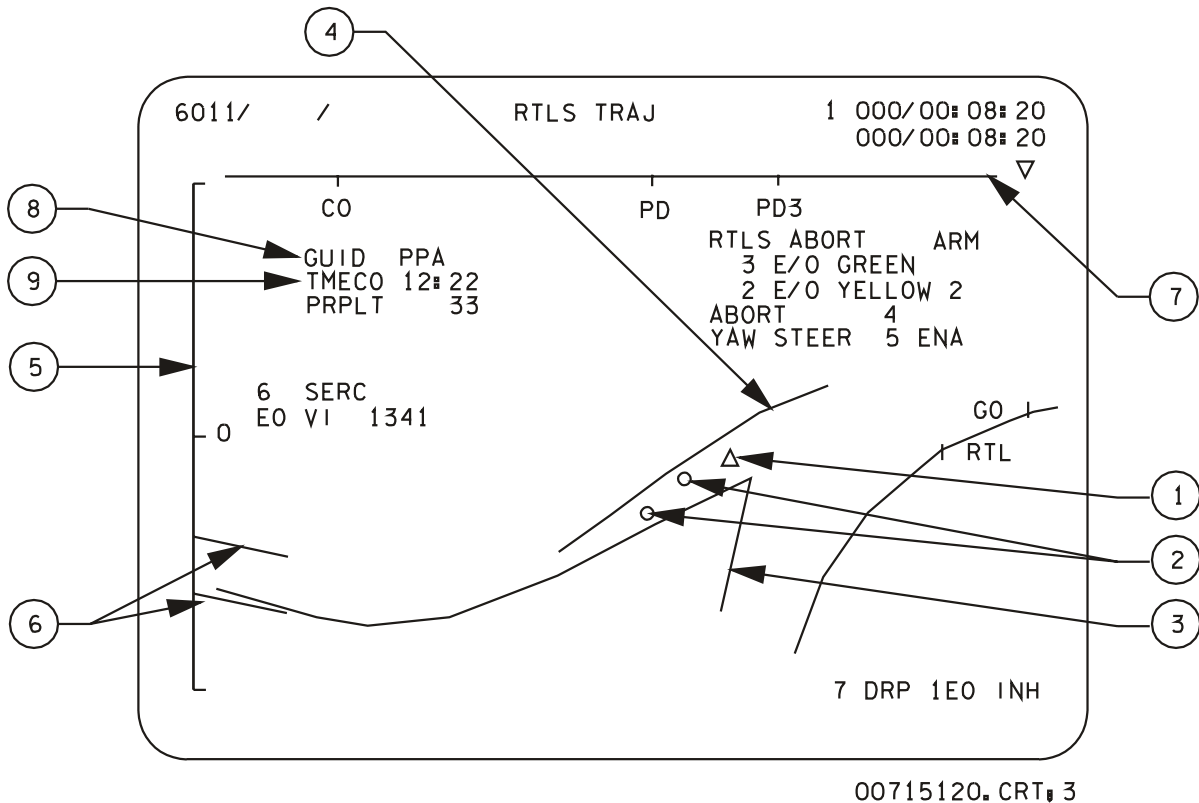 4
6011/ / RTLS TRAJ 1 000/00:08:20
000/00:08:20
CO PD PD3
8
GUID PPA
9
TMECO 12:22
PRPLT 33
RTLS ABORT ARM
3 E/O GREEN
2 E/O YELLOW 2
ABORT 4
YAW STEER 5 ENA
7
5
6 SERC
EO VI 1341
0
GO
RTL
1
2
3
6
7 DRP 1EO INH
00715120. CRT; 3